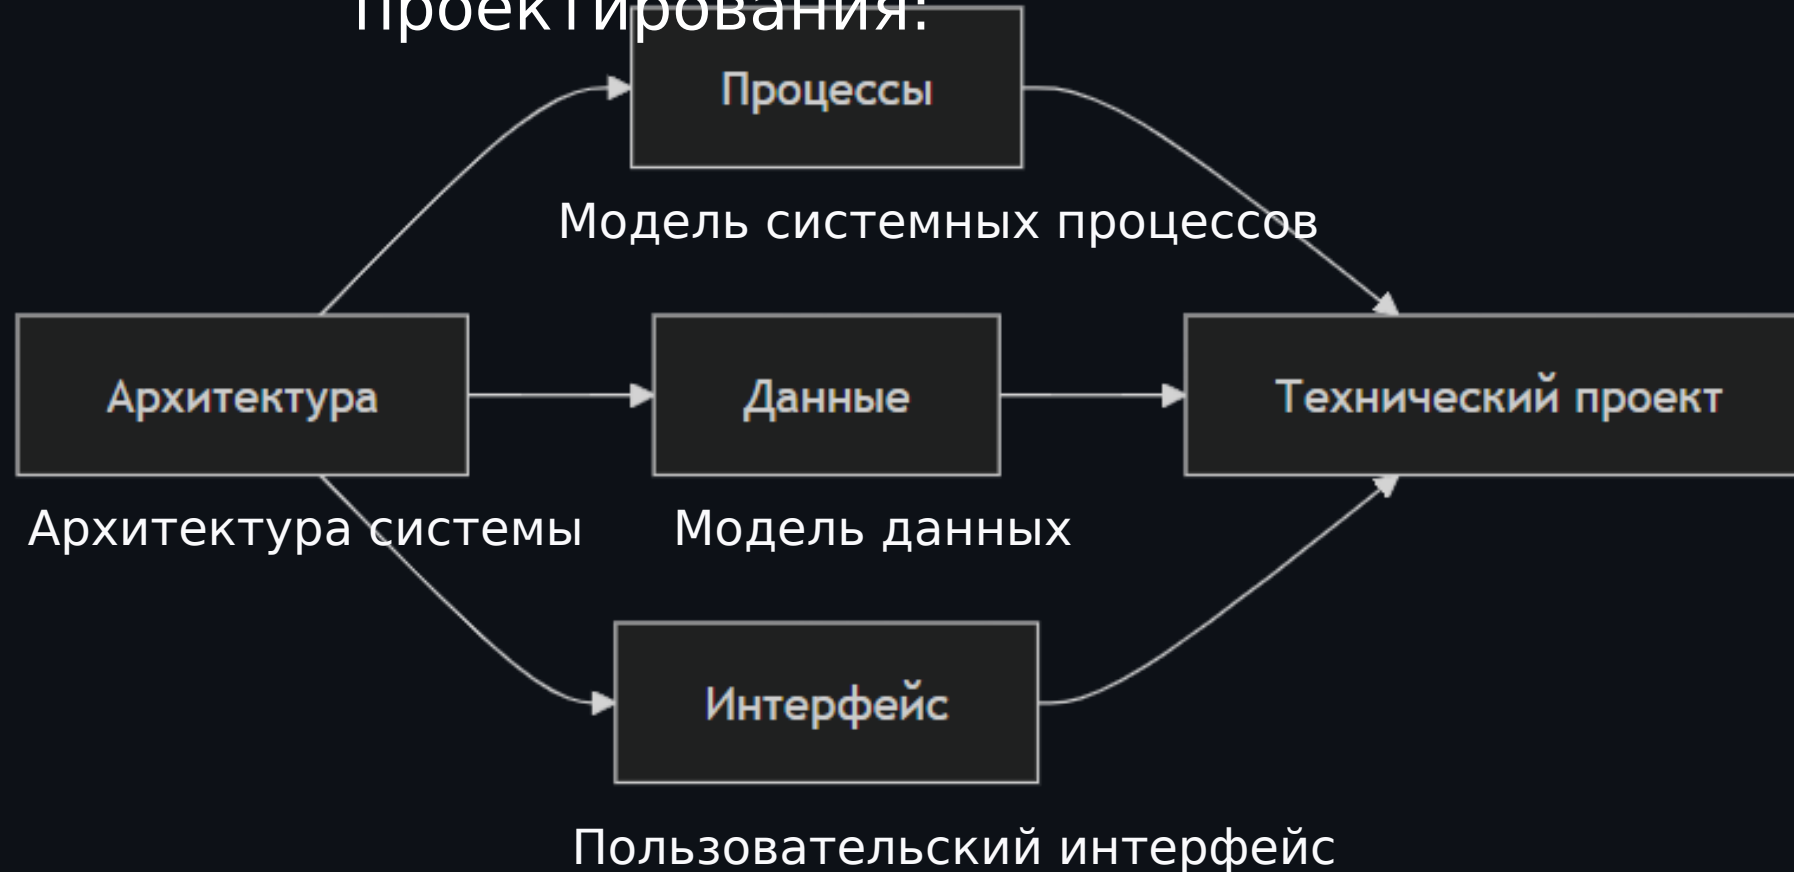 проектирования:
Процессы
Модель системных процессов
Архитектура
Данные
Технический проект
Архитектура системы
Модель данных
Интерфейс
Пользовательский интерфейс